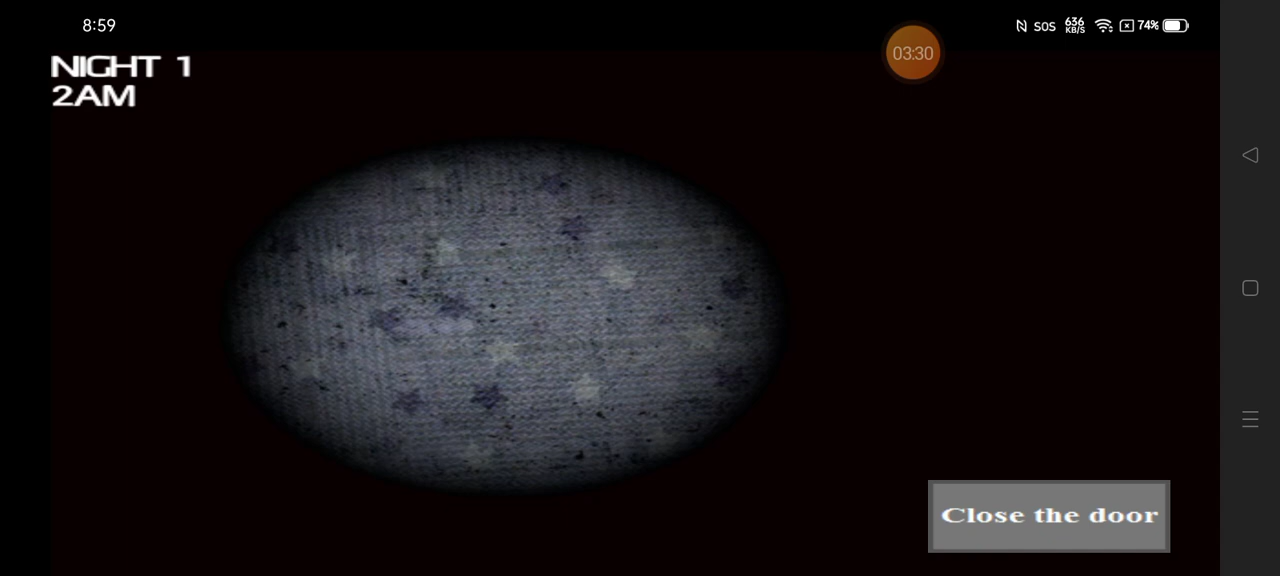 8:59
SOS 636 KB/S 74%
03:30
NIGHT 1
2AM
Close the door